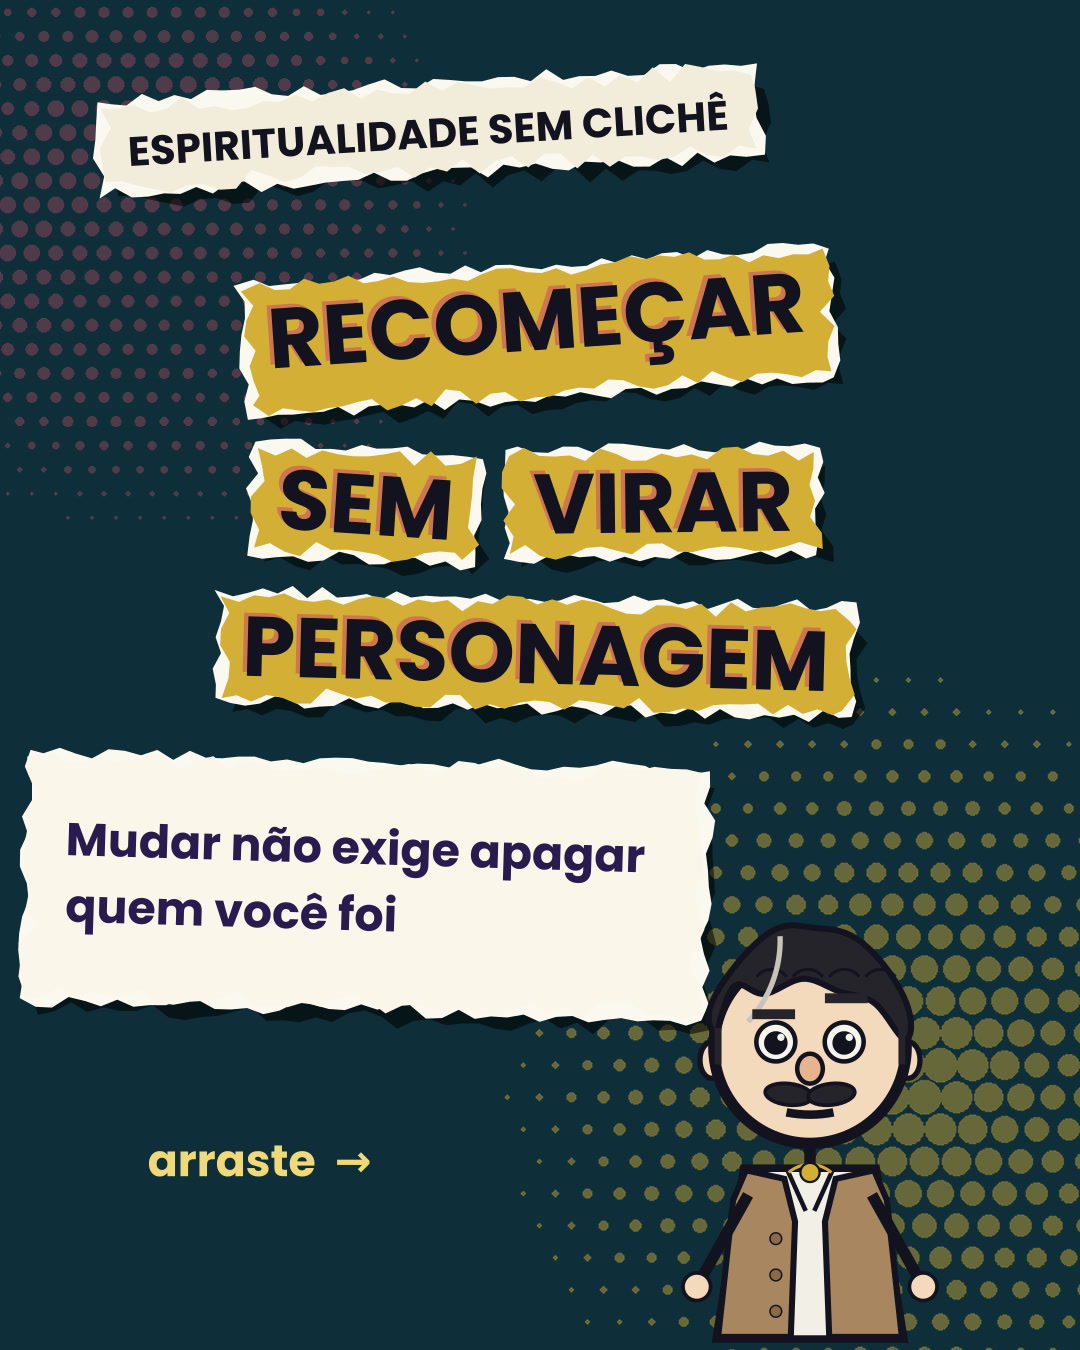 ESPIRITUALIDADE SEM CLICHÊ
RECOMEÇAR
SEM VIRAR
PERSONAGEM
Mudar não exige apagar
quem você foi
arraste →